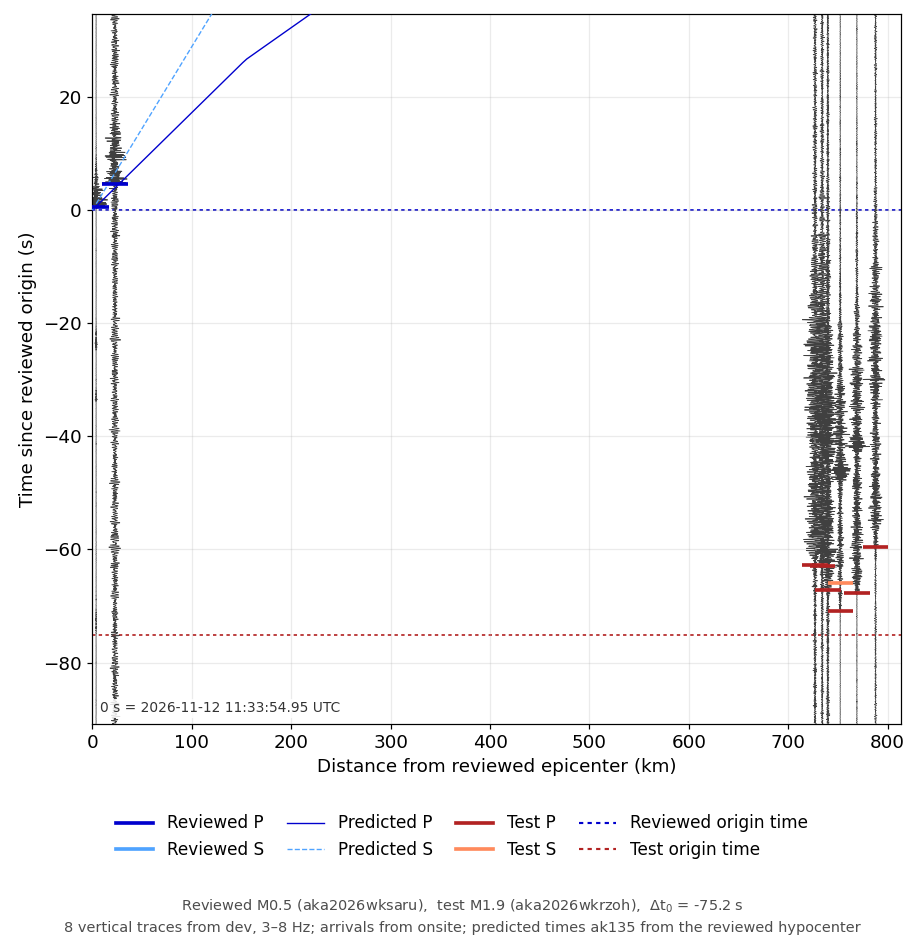 20
0
−20
−40
−60
−80
Time since reviewed origin (s)
0 s = 2026-11-12 11:33:54.95 UTC
0 100 200 300 400 500 600 700 800
Distance from reviewed epicenter (km)
Reviewed P Predicted P Test P Reviewed origin time
Reviewed S Predicted S Test S Test origin time
Reviewed M0.5 (aka2026wksaru), test M1.9 (aka2026wkrzoh), Δt₀ = -75.2 s
8 vertical traces from dev, 3–8 Hz; arrivals from onsite; predicted times ak135 from the reviewed hypocenter